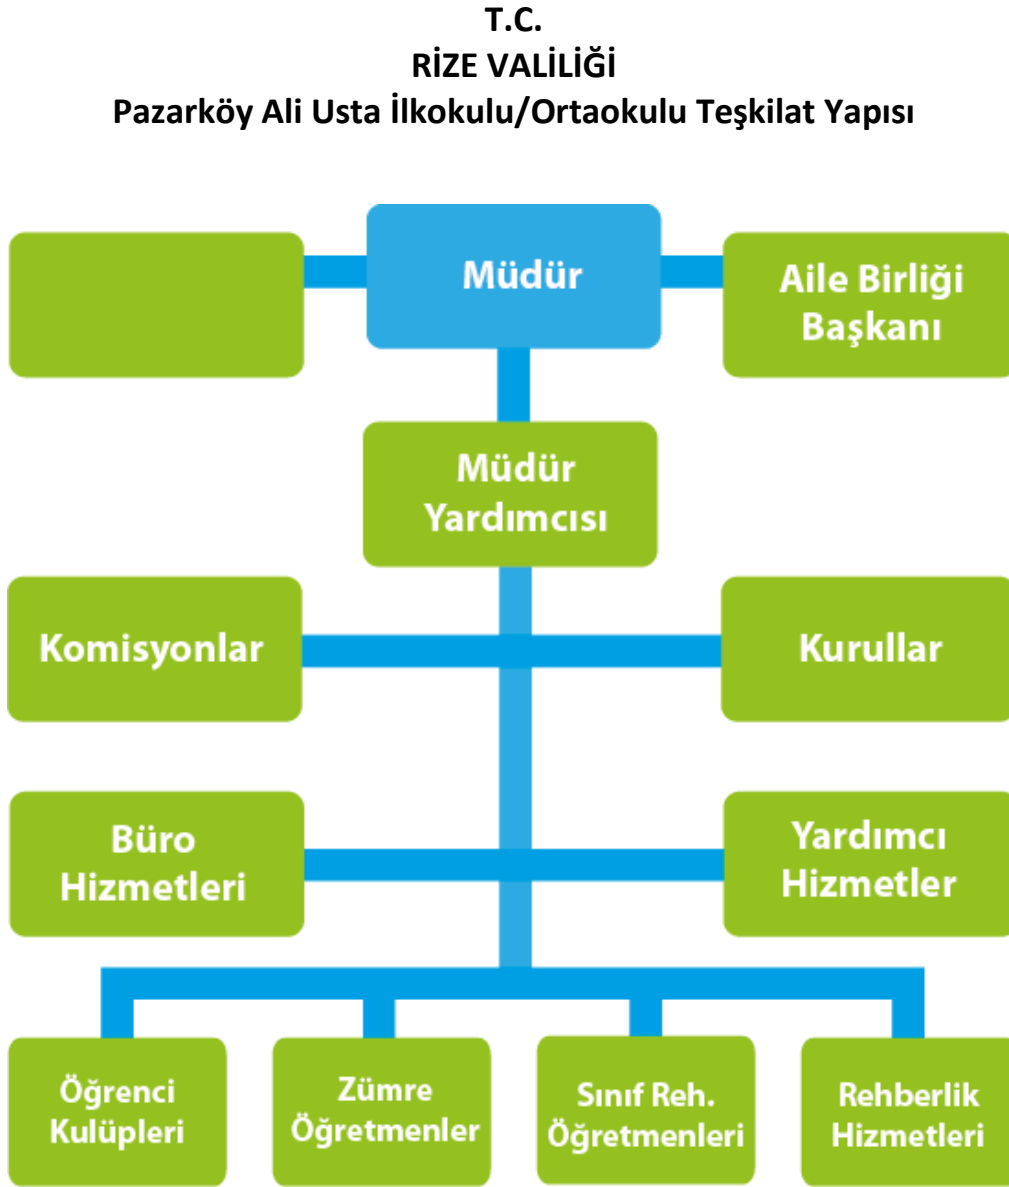 T.C.
RİZE VALİLİĞİ
Pazarköy Ali Usta İlkokulu/Ortaokulu Teşkilat Yapısı
Müdür
Aile Birliği
Başkanı
Müdür
Yardımcısı
Komisyonlar
Kurullar
Büro
Hizmetleri
Yardımcı
Hizmetler
Öğrenci
Kulüpleri
Zümre
Öğretmenler
Sınıf Reh.
Öğretmenleri
Rehberlik
Hizmetleri